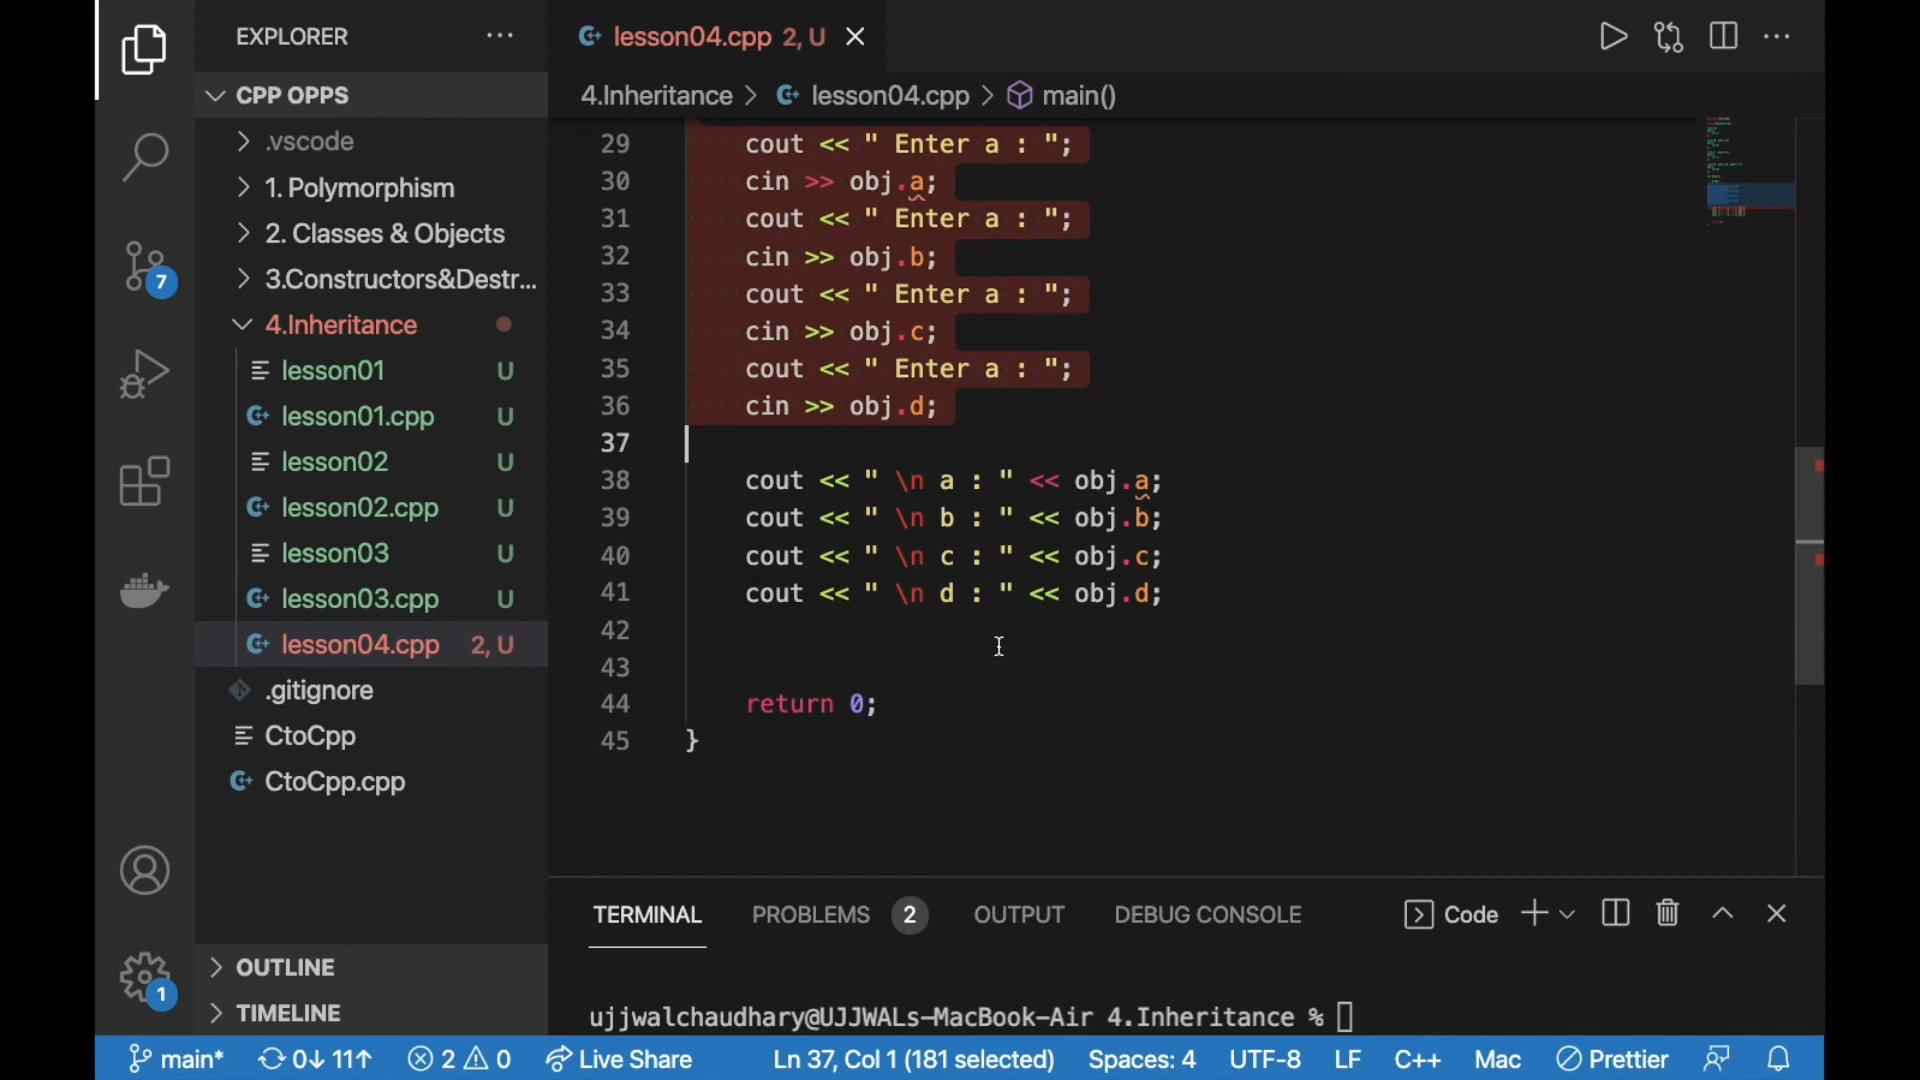 EXPLORER
CPP OPPS
.vscode
1. Polymorphism
2. Classes & Objects
3.Constructors&Destr...
4.Inheritance
lesson01 U
lesson01.cpp U
lesson02 U
lesson02.cpp U
lesson03 U
lesson03.cpp U
lesson04.cpp 2, U
.gitignore
CtoCpp
CtoCpp.cpp
OUTLINE
TIMELINE
7
1
lesson04.cpp 2, U
4.Inheritance > lesson04.cpp > main()
29 cout << " Enter a : ";
30 cin >> obj.a;
31 cout << " Enter a : ";
32 cin >> obj.b;
33 cout << " Enter a : ";
34 cin >> obj.c;
35 cout << " Enter a : ";
36 cin >> obj.d;
37
38 cout << " \n a : " << obj.a;
39 cout << " \n b : " << obj.b;
40 cout << " \n c : " << obj.c;
41 cout << " \n d : " << obj.d;
42
43
44 return 0;
45 }
TERMINAL PROBLEMS 2 OUTPUT DEBUG CONSOLE Code
ujjwalchaudhary@UJJWALs-MacBook-Air 4.Inheritance %
main* 0↓ 11↑ 2 0 Live Share Ln 37, Col 1 (181 selected) Spaces: 4 UTF-8 LF C++ Mac Prettier